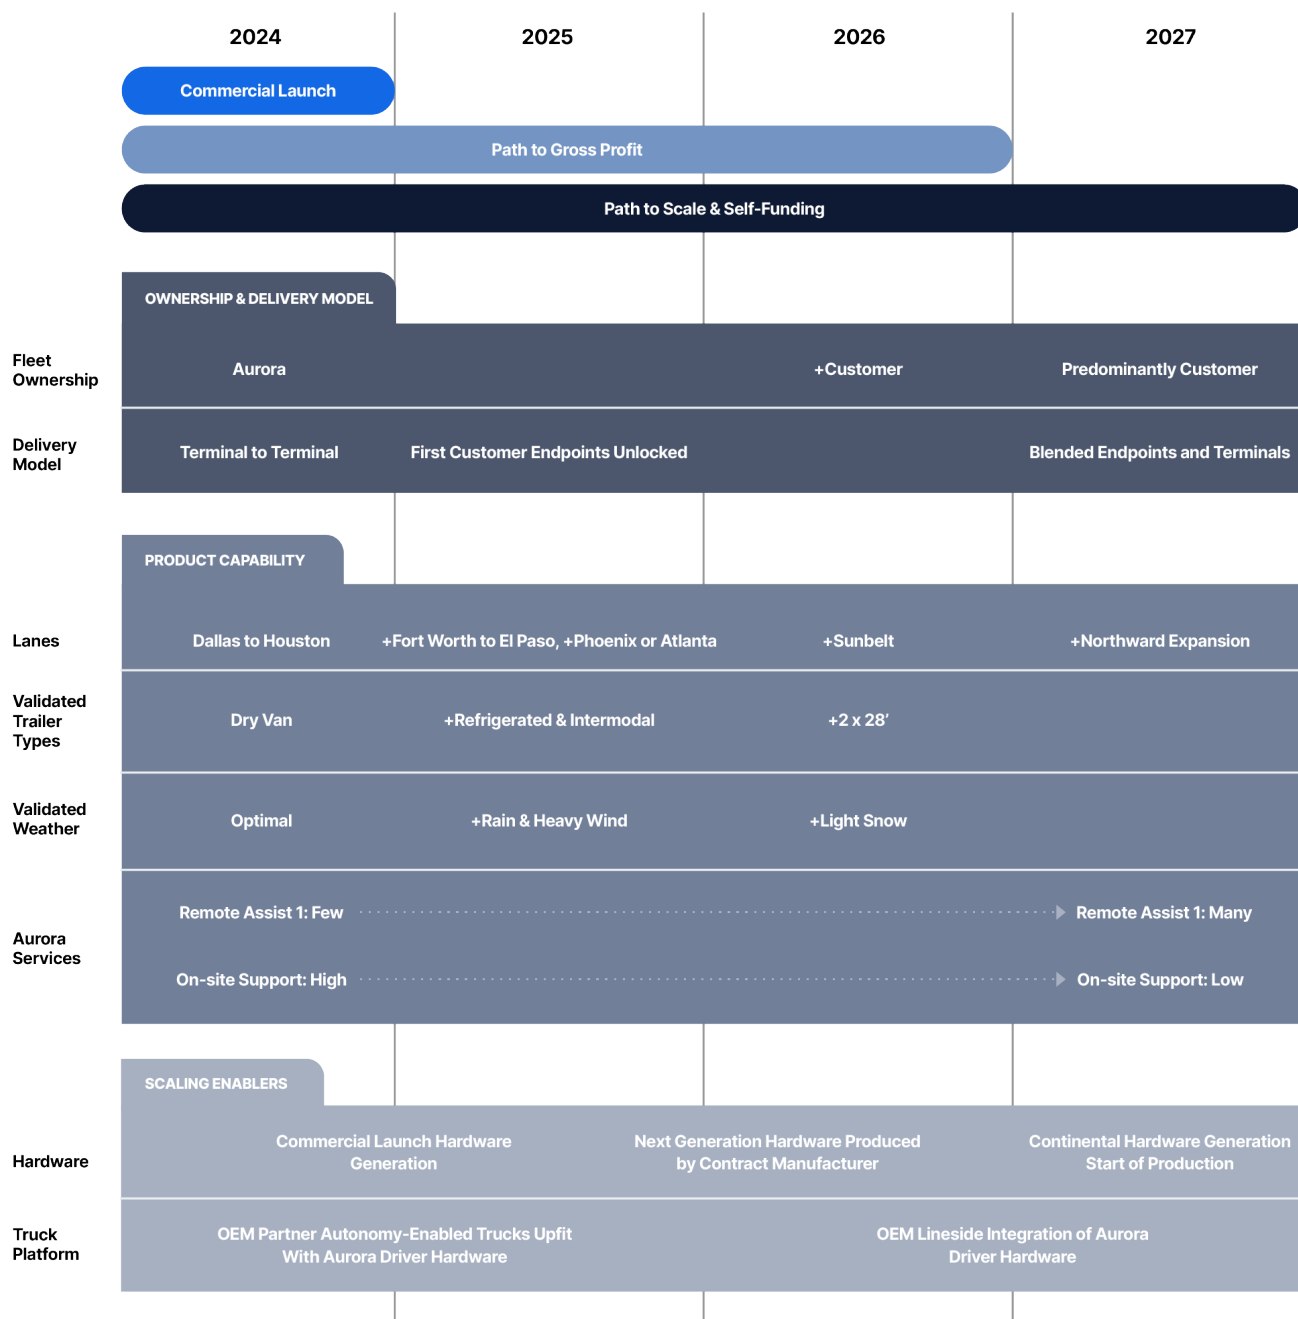 2024 2025 2026 2027
Commercial Launch
Path to Gross Profit
Path to Scale & Self-Funding
OWNERSHIP & DELIVERY MODEL
Fleet
Ownership
Aurora
+Customer
Predominantly Customer
Delivery
Model
Terminal to Terminal
First Customer Endpoints Unlocked
Blended Endpoints and Terminals
PRODUCT CAPABILITY
Lanes
Dallas to Houston
+Fort Worth to El Paso, +Phoenix or Atlanta
+Sunbelt
+Northward Expansion
Validated
Trailer
Types
Dry Van
+Refrigerated & Intermodal
+2 x 28’
Validated
Weather
Optimal
+Rain & Heavy Wind
+Light Snow
Aurora
Services
Remote Assist 1: Few
Remote Assist 1: Many
On-site Support: High
On-site Support: Low
SCALING ENABLERS
Hardware
Commercial Launch Hardware
Generation
Next Generation Hardware Produced
by Contract Manufacturer
Continental Hardware Generation
Start of Production
Truck
Platform
OEM Partner Autonomy-Enabled Trucks Upfit
With Aurora Driver Hardware
OEM Lineside Integration of Aurora
Driver Hardware